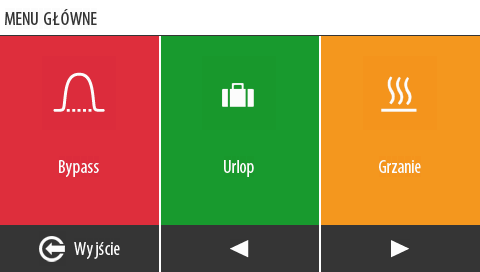 MENU GŁÓWNE
Bypass
Urlop
Grzanie
Wyjście